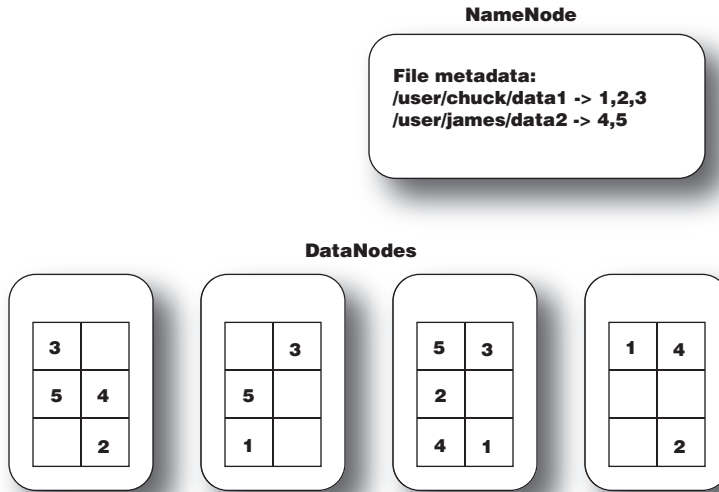 NameNode
File metadata:
/user/chuck/data1 -> 1,2,3
/user/james/data2 -> 4,5
DataNodes
3
5 4
2
3
5
1
5 3
2
4 1
1 4
2